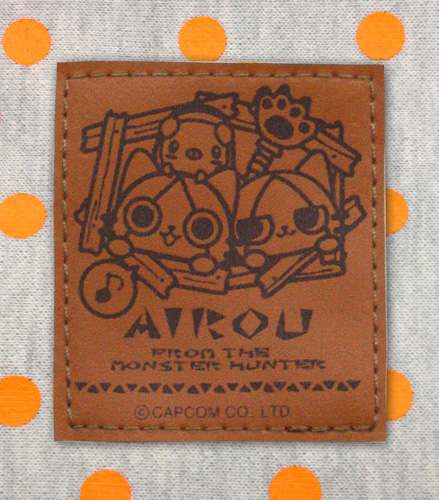 AIROU
FROM THE
MONSTER HUNTER
©CAPCOM CO., LTD